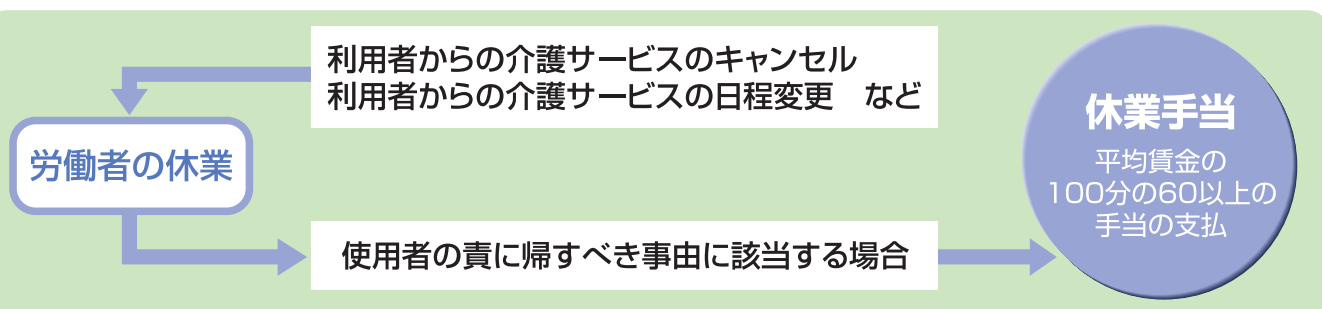 利用者からの介護サービスのキャンセル
利用者からの介護サービスの日程変更　など
労働者の休業
使用者の責に帰すべき事由に該当する場合
休業手当
平均賃金の
100分の60以上の
手当の支払